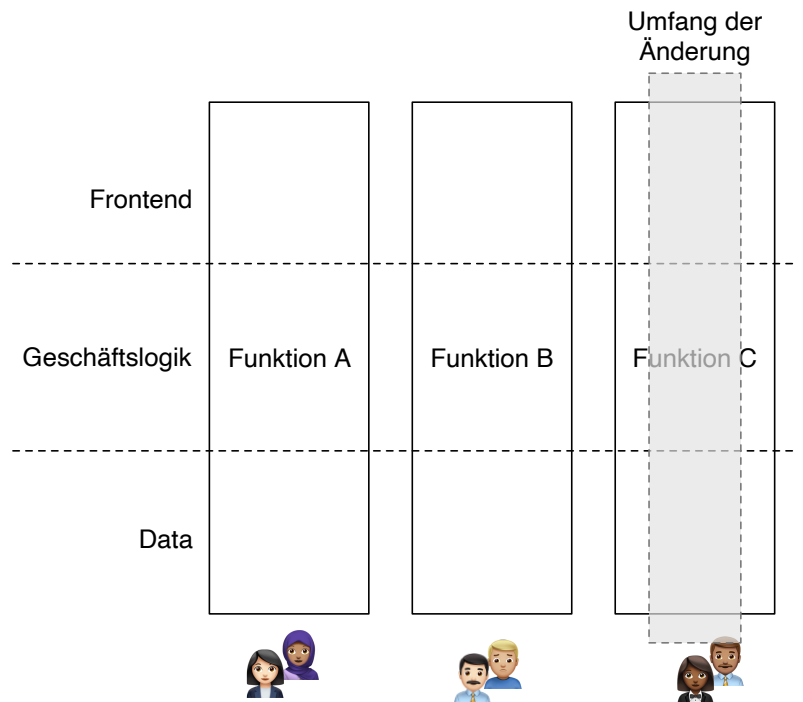 Umfang der
Änderung
Frontend
Geschäftslogik
Funktion A
Funktion B
Funktion C
Data